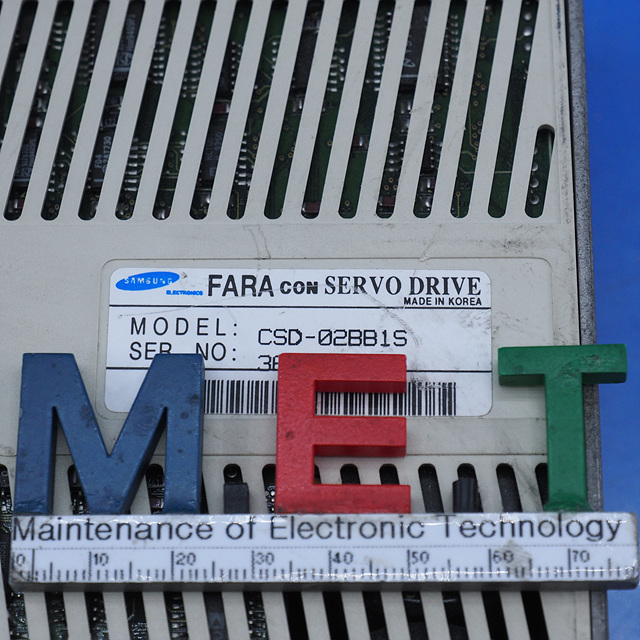 SAMSUNG
ELECTRONICS
FARA CON SERVO DRIVE
MADE IN KOREA
MODEL: CSD-02BB1S
SER NO:
MET
Maintenance of Electronic Technology
0 10 20 30 40 50 60 70